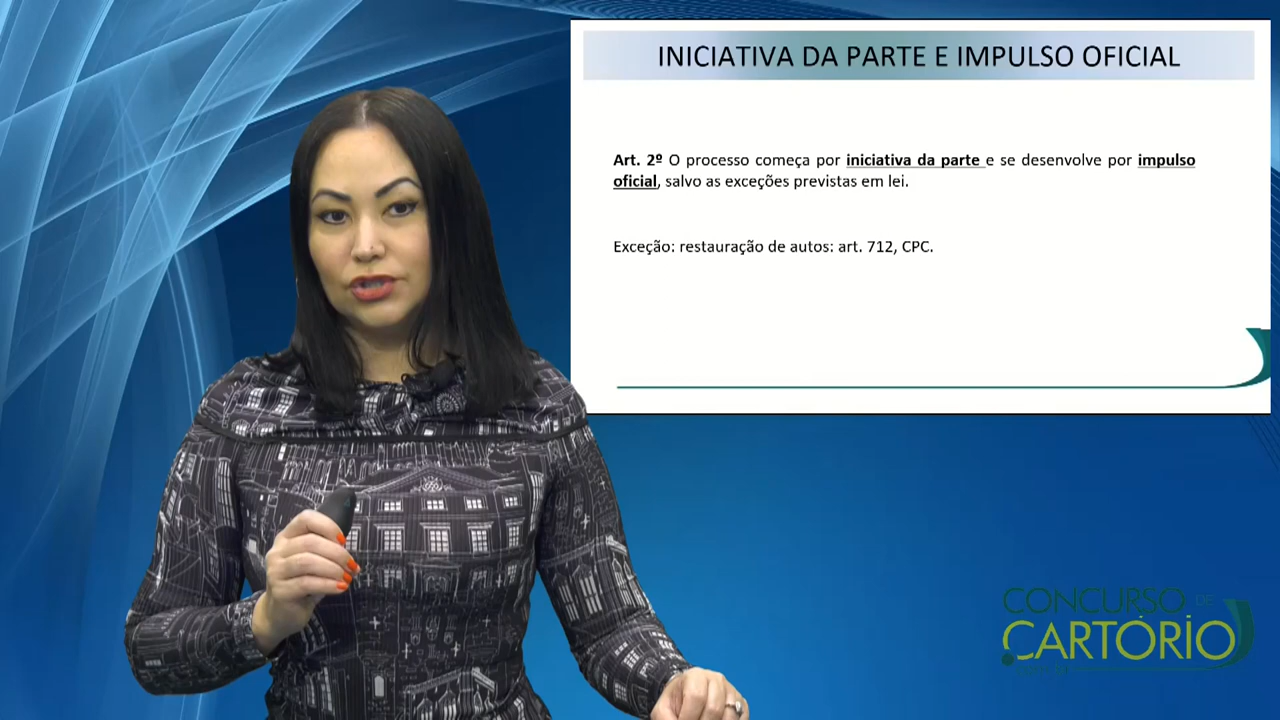 INICIATIVA DA PARTE E IMPULSO OFICIAL
Art. 2º O processo começa por iniciativa da parte e se desenvolve por impulso
oficial, salvo as exceções previstas em lei.
Exceção: restauração de autos: art. 712, CPC.
CONCURSO DE
CARTÓRIO